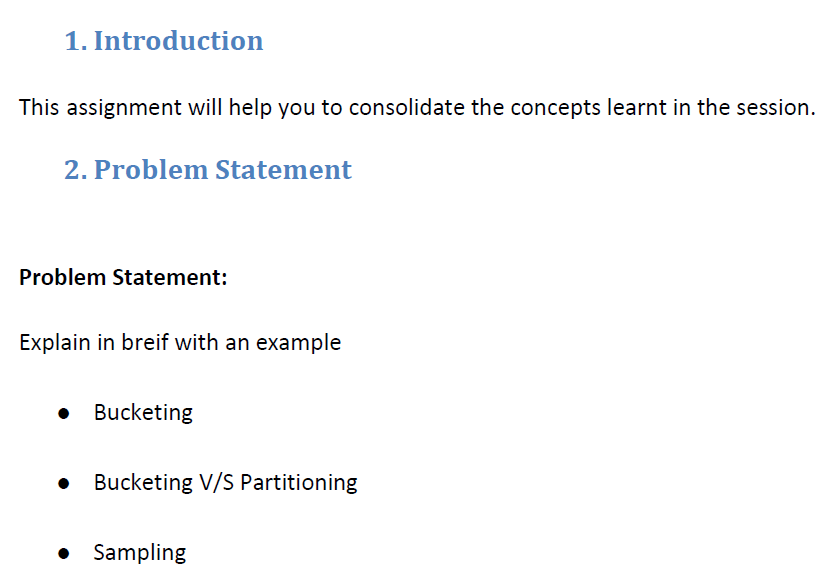 1. Introduction
This assignment will help you to consolidate the concepts learnt in the session.
2. Problem Statement
Problem Statement:
Explain in breif with an example
● Bucketing
● Bucketing V/S Partitioning
● Sampling